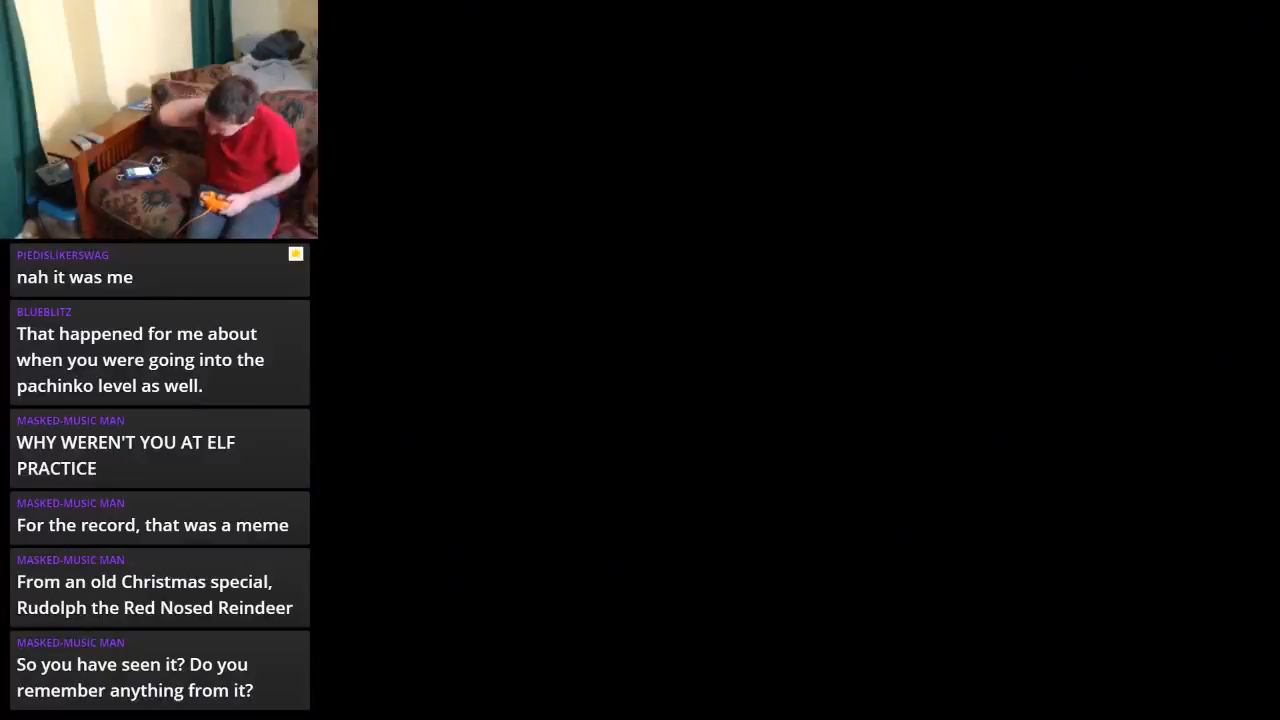 PIEDISLIKERSWAG
nah it was me
BLUEBLITZ
That happened for me about
when you were going into the
pachinko level as well.
MASKED-MUSIC MAN
WHY WEREN'T YOU AT ELF
PRACTICE
MASKED-MUSIC MAN
For the record, that was a meme
MASKED-MUSIC MAN
From an old Christmas special,
Rudolph the Red Nosed Reindeer
MASKED-MUSIC MAN
So you have seen it? Do you
remember anything from it?